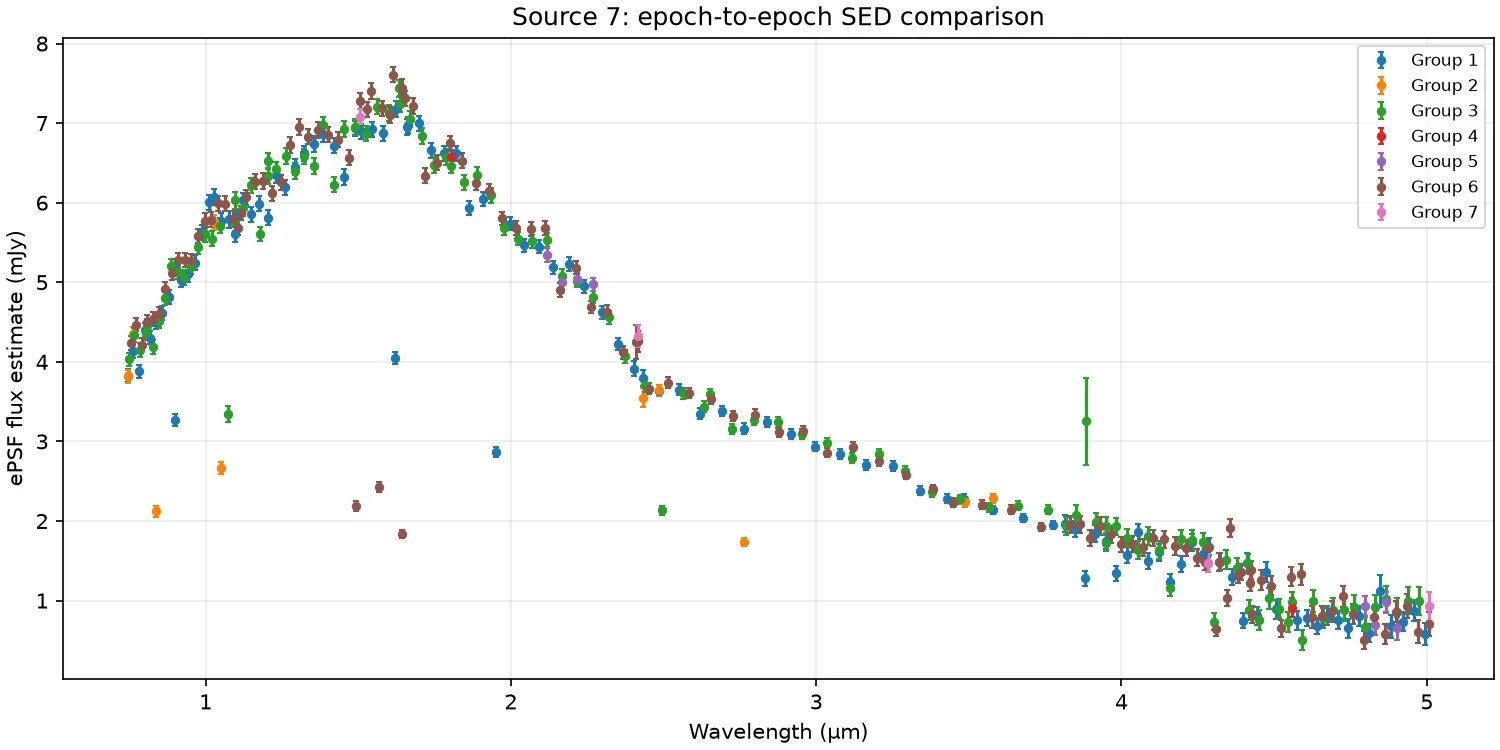 Source 7: epoch-to-epoch SED comparison
ePSF flux estimate (mJy)
8
7
6
5
4
3
2
1
Group 1
Group 2
Group 3
Group 4
Group 5
Group 6
Group 7
1 2 3 4 5
Wavelength (μm)